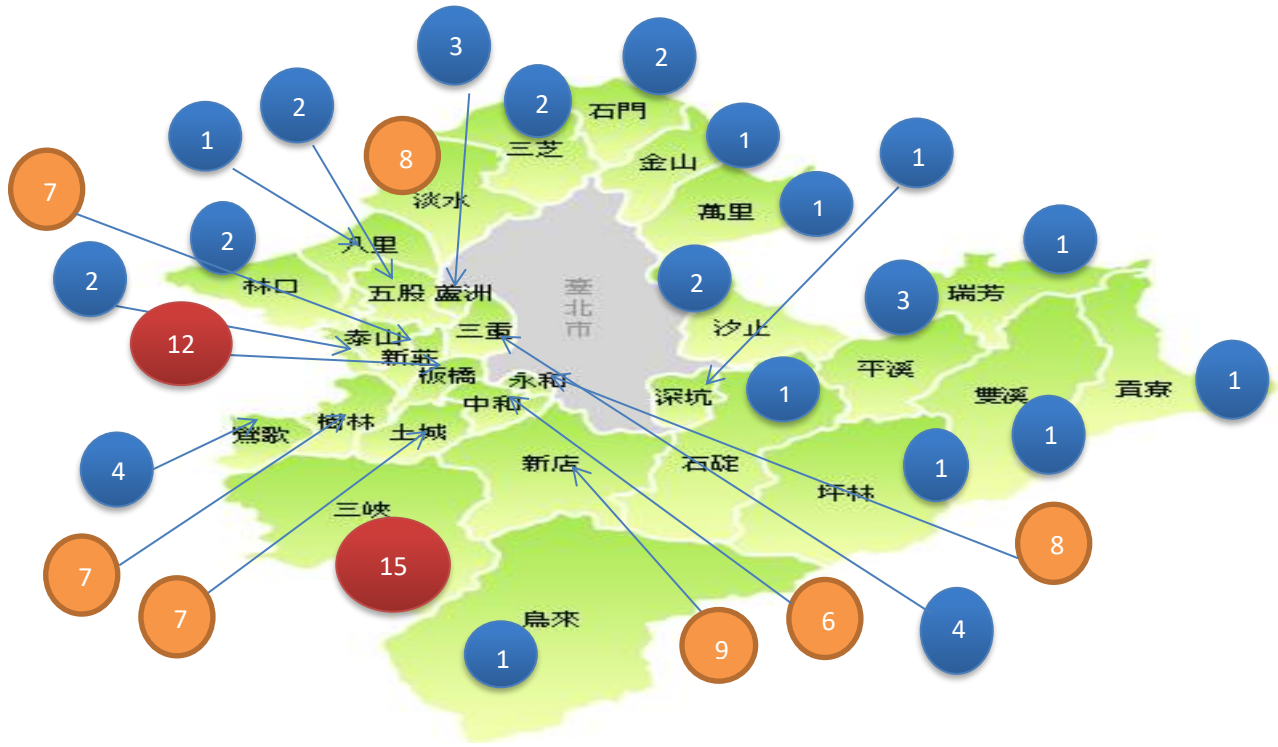 3
2
2
石門
2
1
三芝
1
8
金山
1
7
淡水
萬里
1
2
八里
1
2
林口
五股
蘆洲
臺北市
2
3
瑞芳
汐止
12
泰山
三重
新莊
板橋
永和
平溪
中和
深坑
1
雙溪
貢寮
1
鶯歌
樹林
土城
1
4
新店
石碇
1
坪林
三峽
7
15
8
7
烏來
9
6
4
1